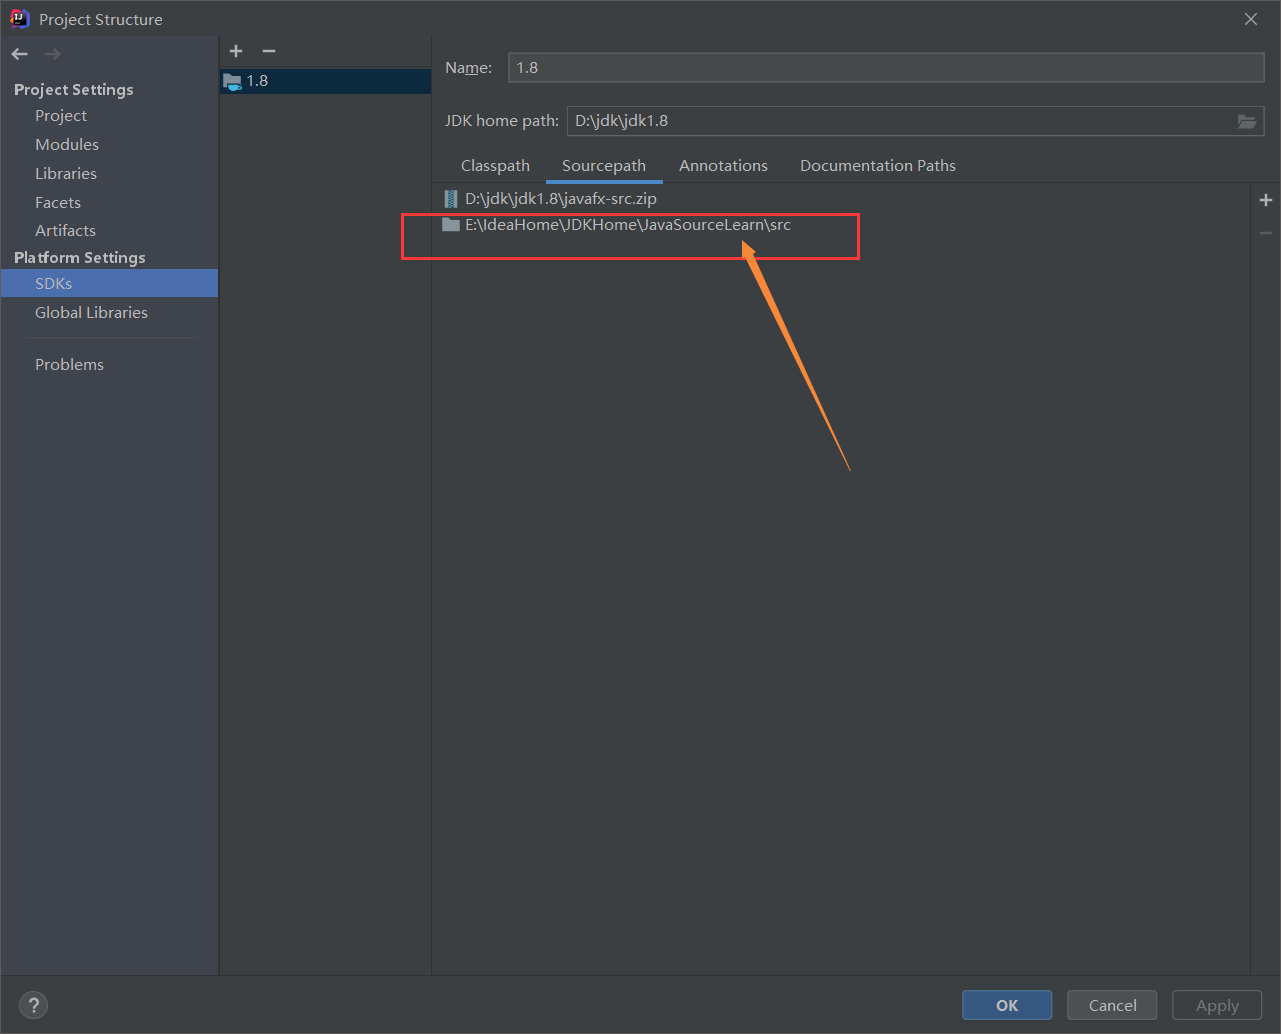 Project Structure
Project Settings
Project
Modules
Libraries
Facets
Artifacts
Platform Settings
SDKs
Global Libraries
Problems
1.8
Name: 1.8
JDK home path: D:\jdk\jdk1.8
Classpath Sourcepath Annotations Documentation Paths
D:\jdk\jdk1.8\javafx-src.zip
E:\IdeaHome\JDKHome\JavaSourceLearn\src
? OK Cancel Apply